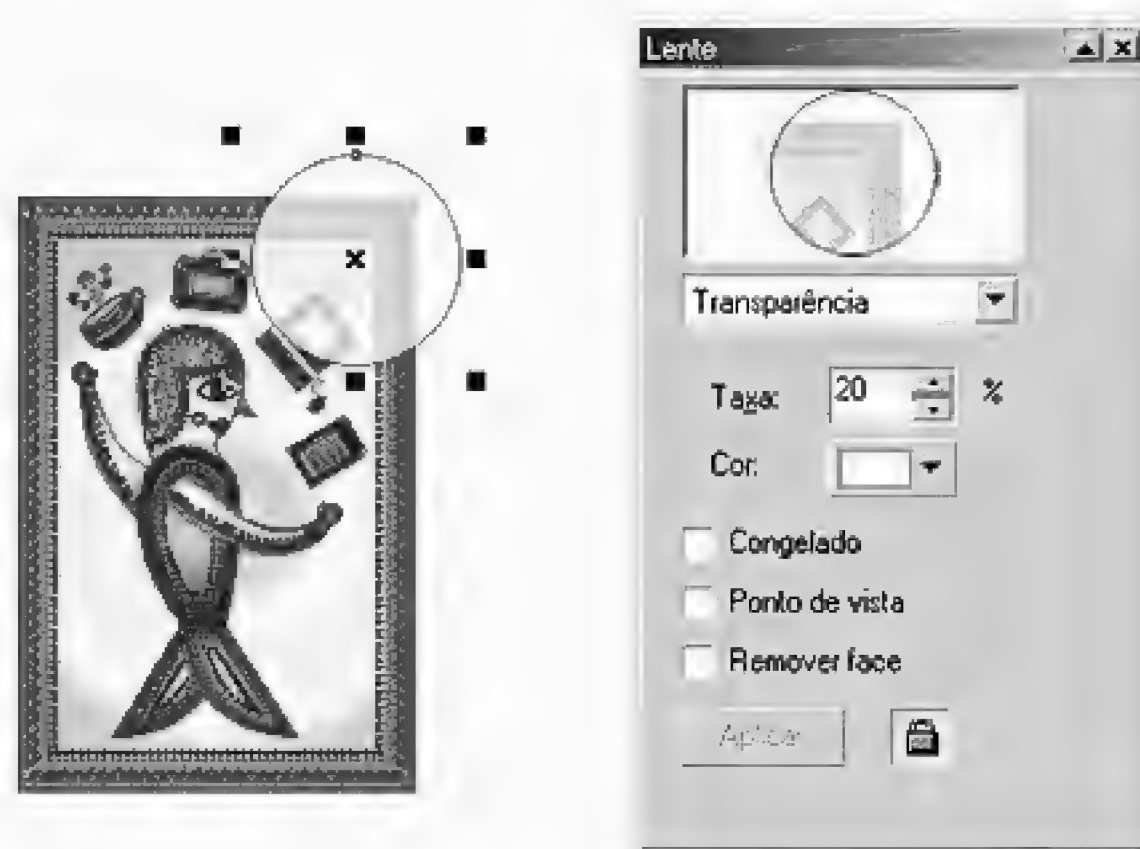 Lente
Transparência
Taxa: 20 %
Cor:
Congelado
Ponto de vista
Remover face
Aplicar